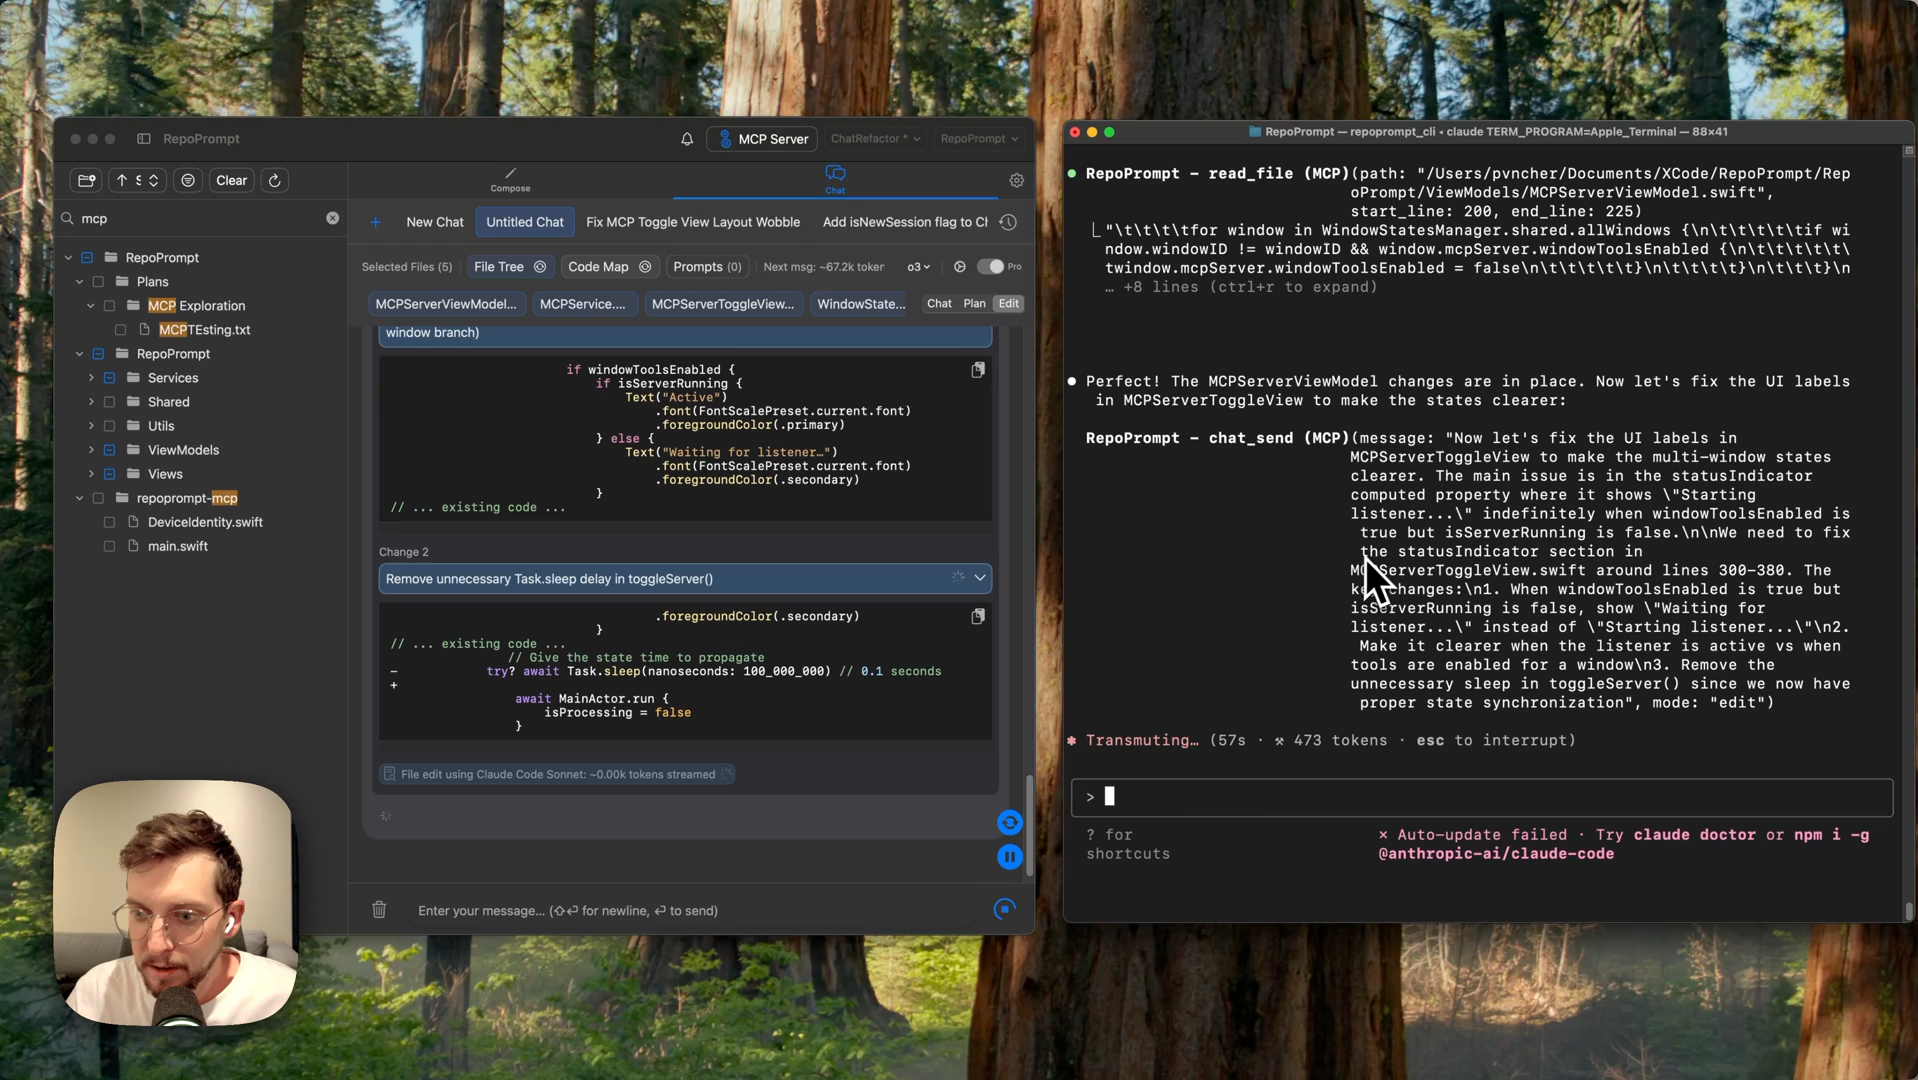 RepoPrompt
MCP Server
ChatRefactor *
RepoPrompt
S
Clear
Compose
Chat
mcp
New Chat
Untitled Chat
Fix MCP Toggle View Layout Wobble
Add isNewSession flag to Ch
Selected Files (5)
File Tree
Code Map
Prompts (0)
Next msg: ~67.2k token
o3
Pro
MCPServerViewModel...
MCPService....
MCPServerToggleView...
WindowState...
Chat
Plan
Edit
RepoPrompt
Plans
MCP Exploration
MCPTEsting.txt
RepoPrompt
Services
Shared
Utils
ViewModels
Views
repoprompt-mcp
DeviceIdentity.swift
main.swift
window branch)
if windowToolsEnabled {
if isServerRunning {
Text("Active")
.font(FontScalePreset.current.font)
.foregroundColor(.primary)
} else {
Text("Waiting for listener…")
.font(FontScalePreset.current.font)
.foregroundColor(.secondary)
}
// ... existing code ...
Change 2
Remove unnecessary Task.sleep delay in toggleServer()
.foregroundColor(.secondary)
}
// ... existing code ...
// Give the state time to propagate
- try? await Task.sleep(nanoseconds: 100_000_000) // 0.1 seconds
+
await MainActor.run {
isProcessing = false
}
File edit using Claude Code Sonnet: ~0.00k tokens streamed
Enter your message... (⇧⏎ for newline, ⏎ to send)
RepoPrompt — repoprompt_cli • claude TERM_PROGRAM=Apple_Terminal — 88×41
RepoPrompt - read_file (MCP)(path: "/Users/pvncher/Documents/XCode/RepoPrompt/Rep
oPrompt/ViewModels/MCPServerViewModel.swift",
start_line: 200, end_line: 225)
⎿ "\t\t\t\t\tfor window in WindowStatesManager.shared.allWindows {\n\t\t\t\t\t\tif wi
ndow.windowID != windowID && window.mcpServer.windowToolsEnabled {\n\t\t\t\t\t\t\
twindow.mcpServer.windowToolsEnabled = false\n\t\t\t\t\t\t}\n\t\t\t\t\t}\n\t\t\t\t}\n
… +8 lines (ctrl+r to expand)
Perfect! The MCPServerViewModel changes are in place. Now let's fix the UI labels
in MCPServerToggleView to make the states clearer:
RepoPrompt - chat_send (MCP)(message: "Now let's fix the UI labels in
MCPServerToggleView to make the multi-window states
clearer. The main issue is in the statusIndicator
computed property where it shows \"Starting
listener...\" indefinitely when windowToolsEnabled is
true but isServerRunning is false.\n\nWe need to fix
the statusIndicator section in
MCPServerToggleView.swift around lines 300-380. The
changes:\n1. When windowToolsEnabled is true but
isServerRunning is false, show \"Waiting for
listener...\" instead of \"Starting listener...\"\n2.
Make it clearer when the listener is active vs when
tools are enabled for a window\n3. Remove the
unnecessary sleep in toggleServer() since we now have
proper state synchronization", mode: "edit")
✽ Transmuting… (57s · ⚒ 473 tokens · esc to interrupt)
>
? for
shortcuts
✗ Auto-update failed · Try claude doctor or npm i -g
@anthropic-ai/claude-code